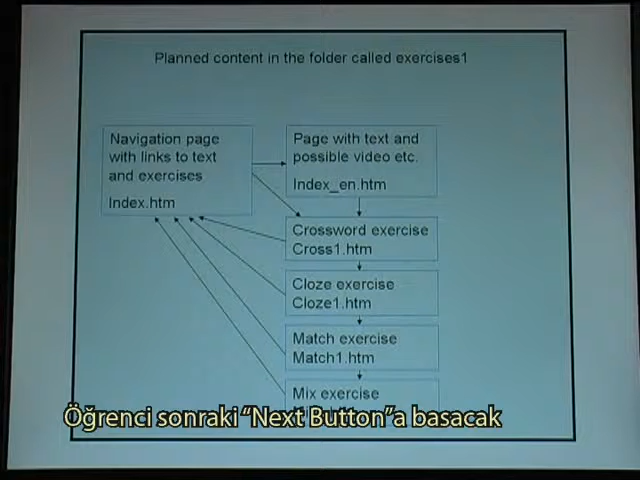 Planned content in the folder called exercises1
Navigation page
with links to text
and exercises
Index.htm
Page with text and
possible video etc.
Index_en.htm
Crossword exercise
Cross1.htm
Cloze exercise
Cloze1.htm
Match exercise
Match1.htm
Mix exercise
Öğrenci sonraki “Next Button”a basacak